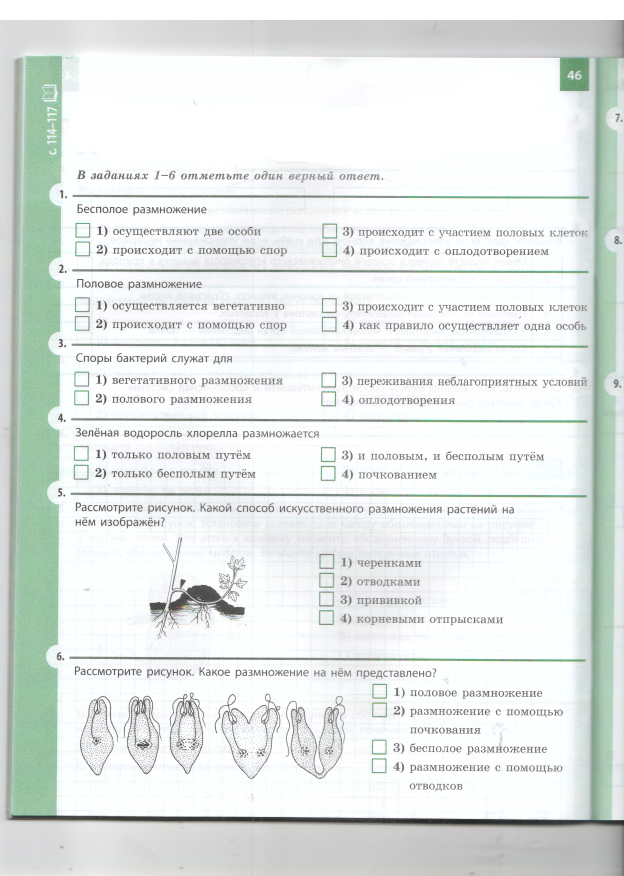 46
с. 114–117
В заданиях 1–6 отметьте один верный ответ.
1.
Бесполое размножение
1) осуществляют две особи
2) происходит с помощью спор
3) происходит с участием половых клеток
4) происходит с оплодотворением
2.
Половое размножение
1) осуществляется вегетативно
2) происходит с помощью спор
3) происходит с участием половых клеток
4) как правило осуществляет одна особь
3.
Споры бактерий служат для
1) вегетативного размножения
2) полового размножения
3) переживания неблагоприятных условий
4) оплодотворения
4.
Зелёная водоросль хлорелла размножается
1) только половым путём
2) только бесполым путём
3) и половым, и бесполым путём
4) почкованием
5.
Рассмотрите рисунок. Какой способ искусственного размножения растений на
нём изображён?
1) черенками
2) отводками
3) прививкой
4) корневыми отпрысками
6.
Рассмотрите рисунок. Какое размножение на нём представлено?
1) половое размножение
2) размножение с помощью
почкования
3) бесполое размножение
4) размножение с помощью
отводков
7.
8.
9.